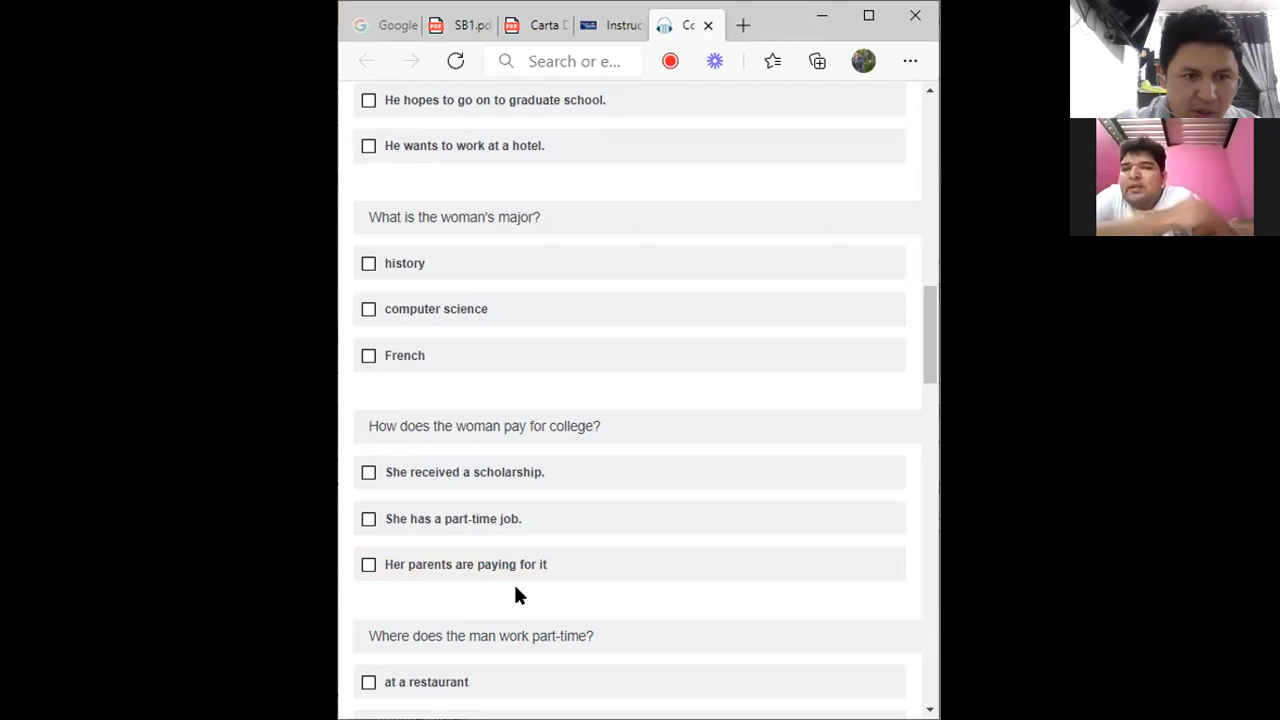 Google
SB1.pd
Carta D
Instruc
Co
Search or e...
He hopes to go on to graduate school.
He wants to work at a hotel.
What is the woman's major?
history
computer science
French
How does the woman pay for college?
She received a scholarship.
She has a part-time job.
Her parents are paying for it
Where does the man work part-time?
at a restaurant